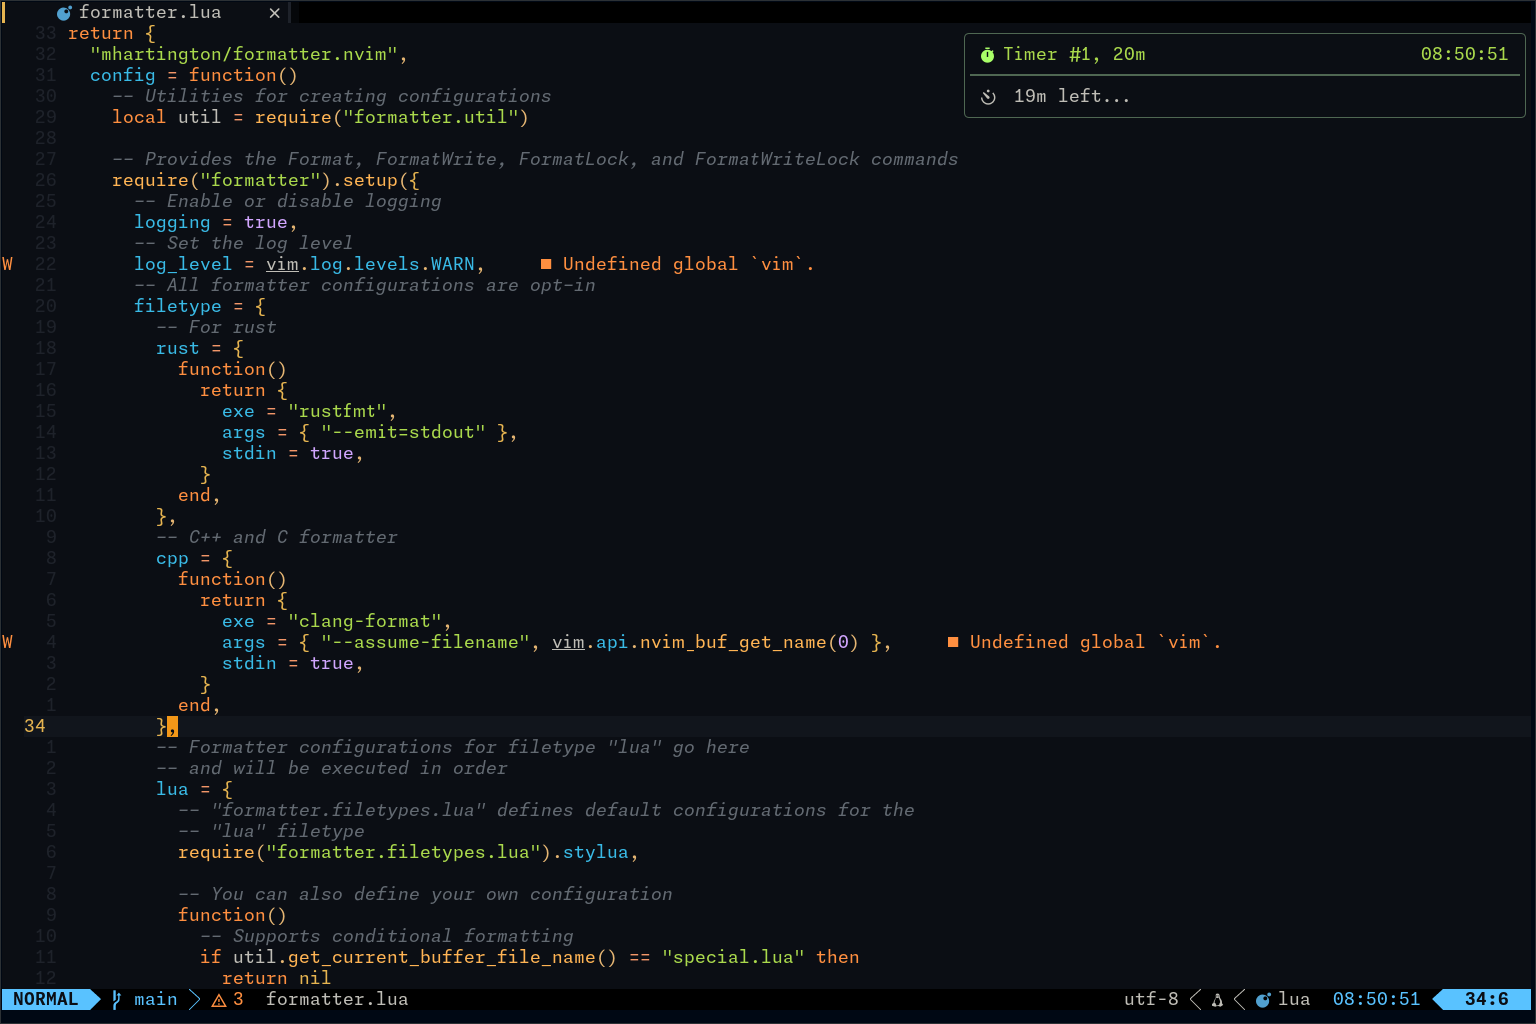 formatter.lua ×
33 return {
32 "mhartington/formatter.nvim",
31 config = function()
30 -- Utilities for creating configurations
29 local util = require("formatter.util")
28
27 -- Provides the Format, FormatWrite, FormatLock, and FormatWriteLock commands
26 require("formatter").setup({
25 -- Enable or disable logging
24 logging = true,
23 -- Set the log level
W 22 log_level = vim.log.levels.WARN, ■ Undefined global `vim`.
21 -- All formatter configurations are opt-in
20 filetype = {
19 -- For rust
18 rust = {
17 function()
16 return {
15 exe = "rustfmt",
14 args = { "--emit=stdout" },
13 stdin = true,
12 }
11 end,
10 },
9 -- C++ and C formatter
8 cpp = {
7 function()
6 return {
5 exe = "clang-format",
W 4 args = { "--assume-filename", vim.api.nvim_buf_get_name(0) }, ■ Undefined global `vim`.
3 stdin = true,
2 }
1 end,
34 },
1 -- Formatter configurations for filetype "lua" go here
2 -- and will be executed in order
3 lua = {
4 -- "formatter.filetypes.lua" defines default configurations for the
5 -- "lua" filetype
6 require("formatter.filetypes.lua").stylua,
7
8 -- You can also define your own configuration
9 function()
10 -- Supports conditional formatting
11 if util.get_current_buffer_file_name() == "special.lua" then
12 return nil
Timer #1, 20m 08:50:51
19m left...
NORMAL main 3 formatter.lua utf-8 lua 08:50:51 34:6